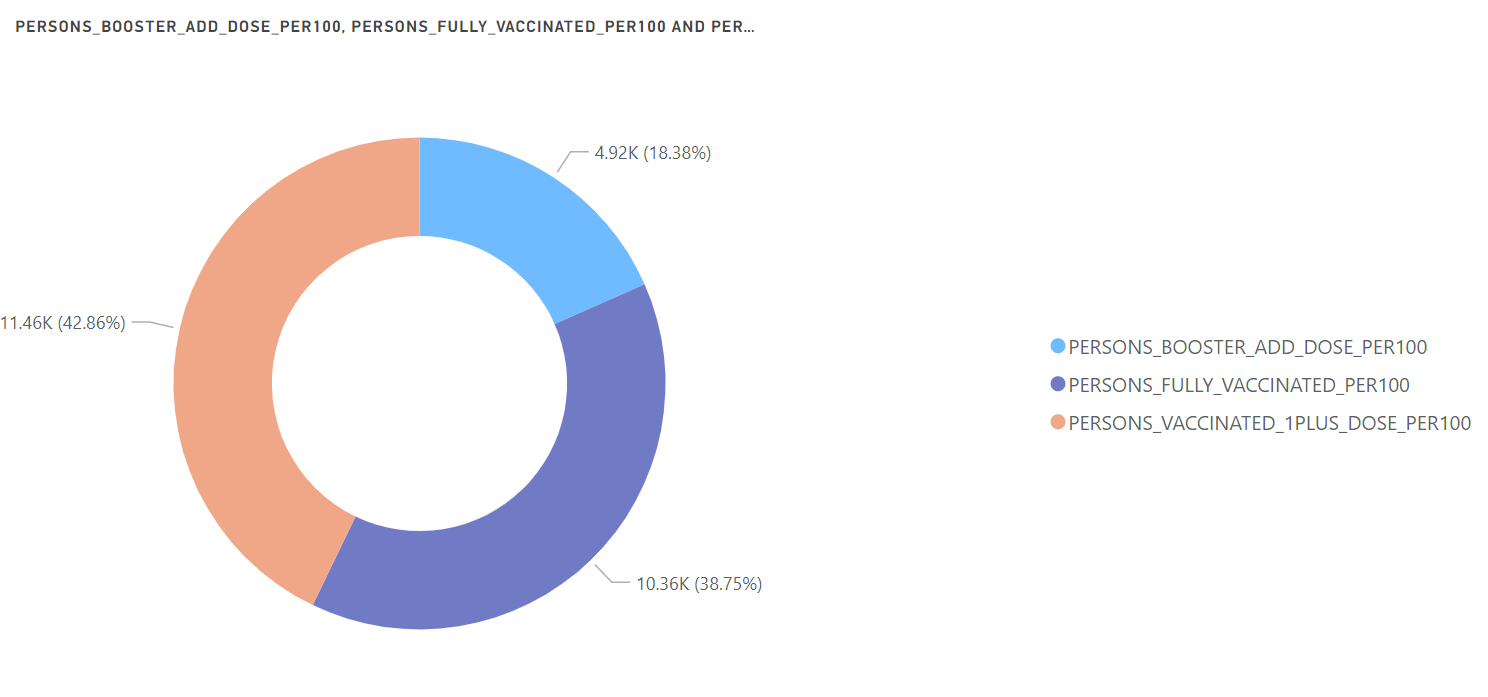 PERSONS_BOOSTER_ADD_DOSE_PER100, PERSONS_FULLY_VACCINATED_PER100 AND PER...
4.92K (18.38%)
11.46K (42.86%)
10.36K (38.75%)
PERSONS_BOOSTER_ADD_DOSE_PER100
PERSONS_FULLY_VACCINATED_PER100
PERSONS_VACCINATED_1PLUS_DOSE_PER100